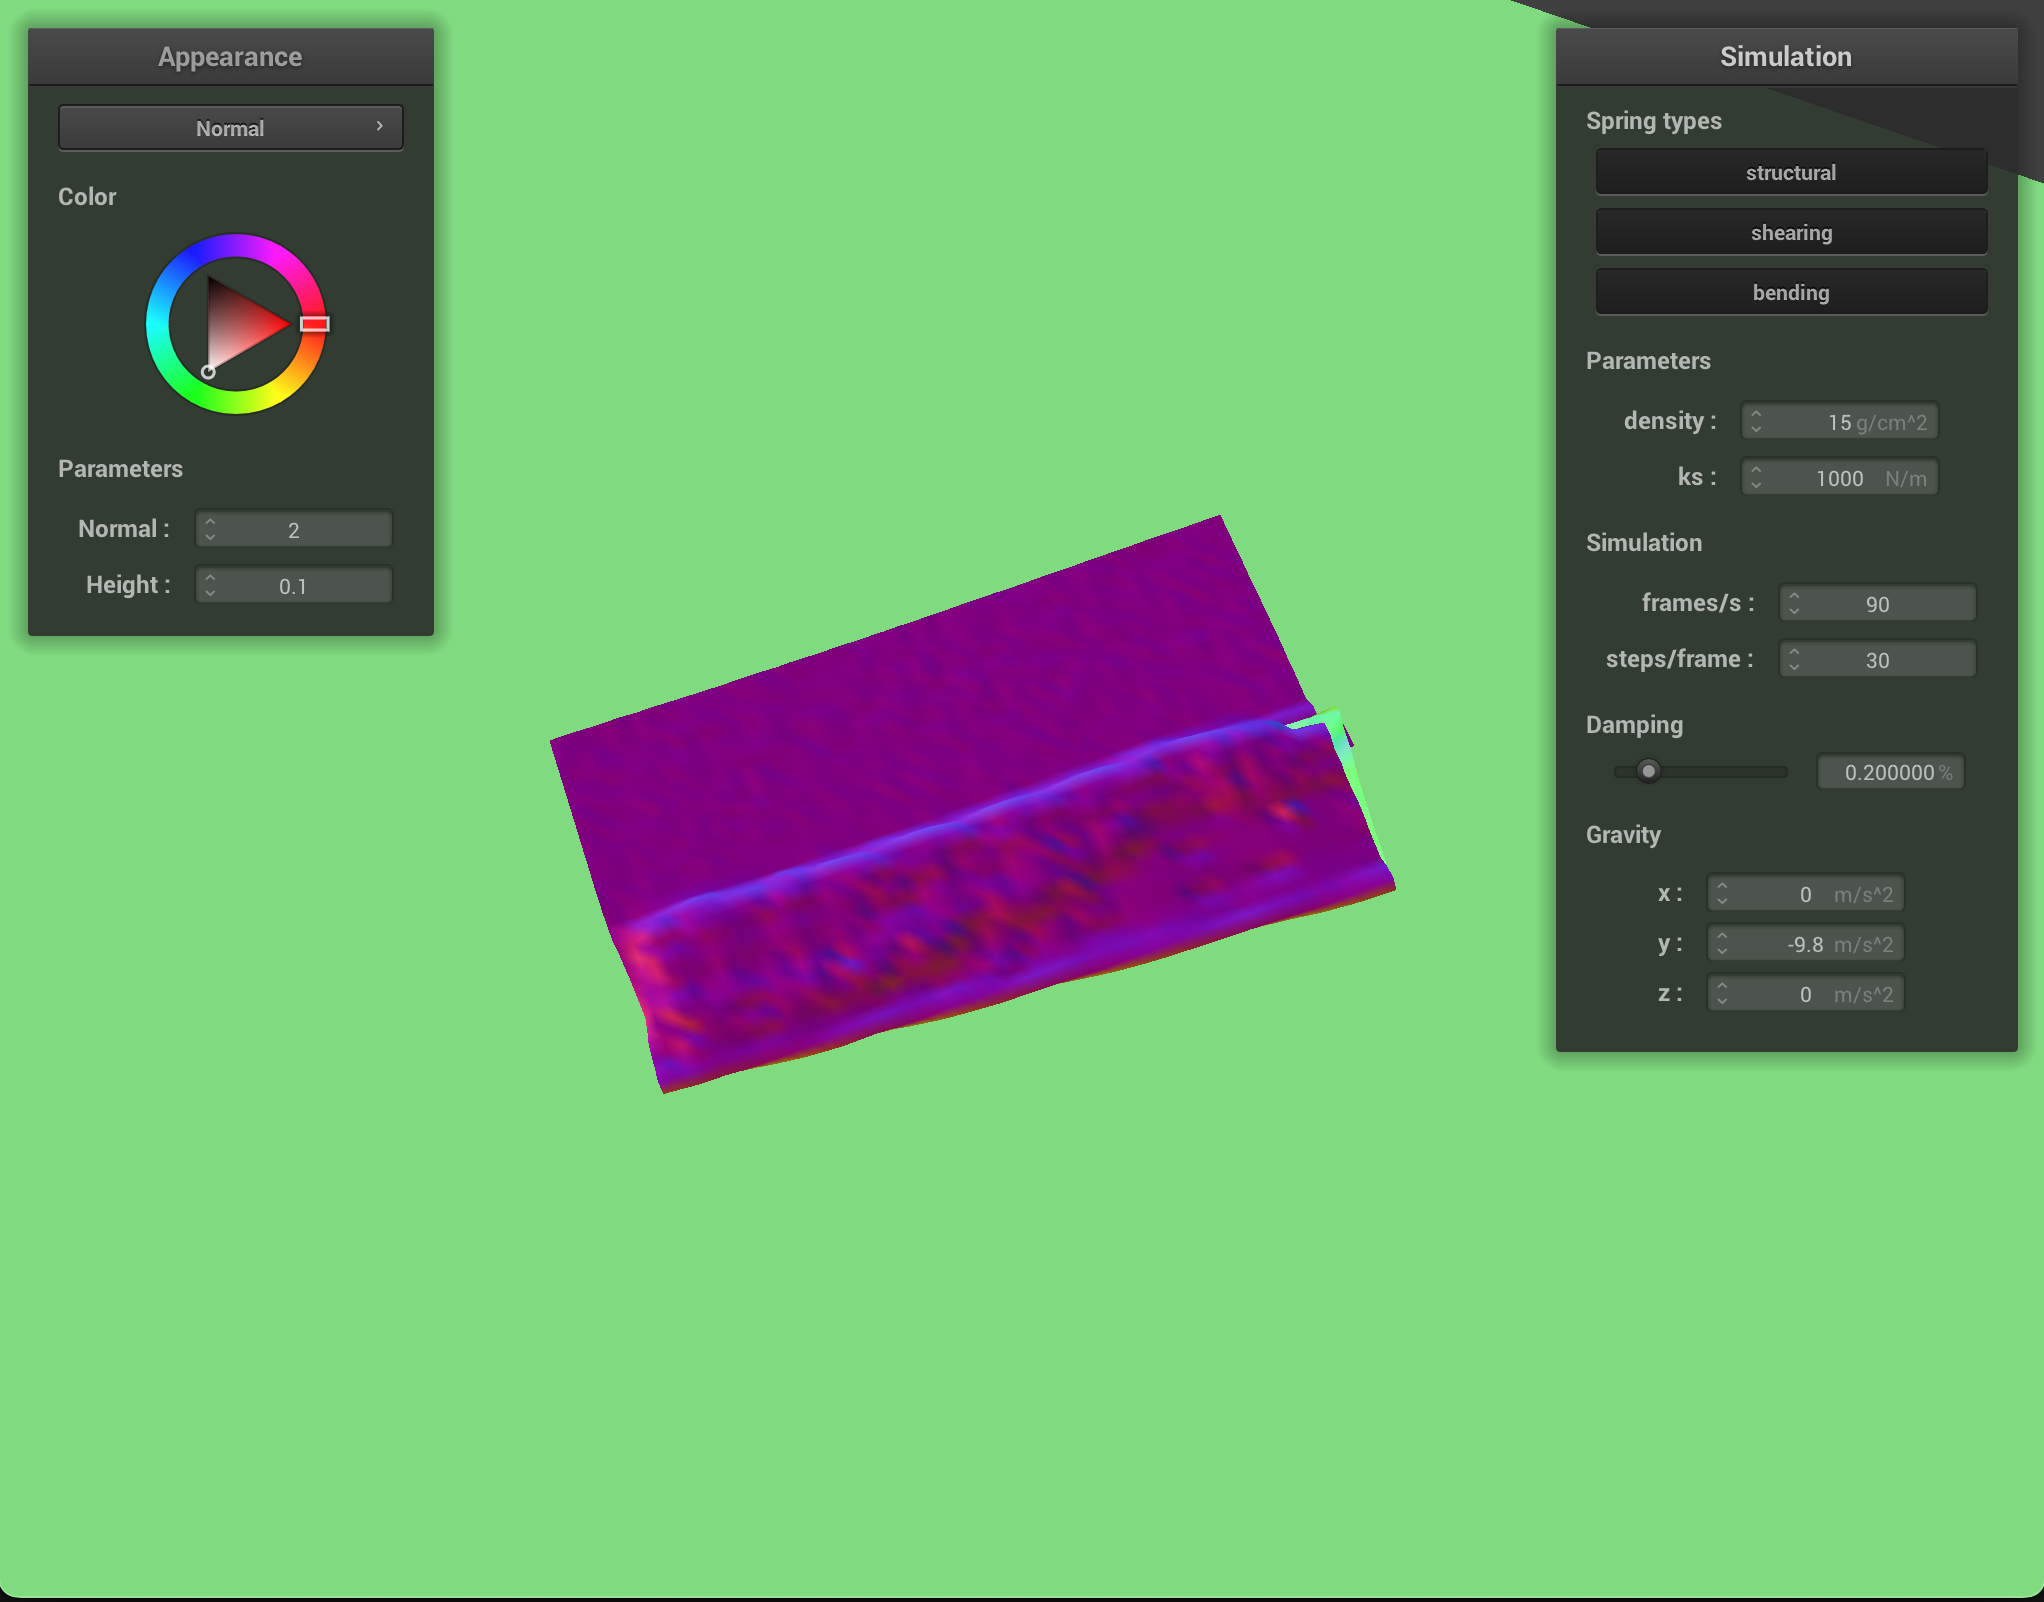 Appearance
Normal
Color
Parameters
Normal : 2
Height : 0.1
Simulation
Spring types
structural
shearing
bending
Parameters
density : 15 g/cm^2
ks : 1000 N/m
Simulation
frames/s : 90
steps/frame : 30
Damping
0.200000 %
Gravity
x : 0 m/s^2
y : -9.8 m/s^2
z : 0 m/s^2